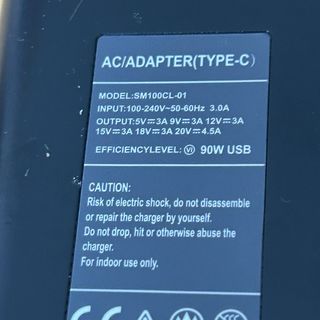 AC/ADAPTER(TYPE-C)
MODEL:SM100CL-01
INPUT:100-240V~50-60Hz 3.0A
OUTPUT:5V⎓3A 9V⎓3A 12V⎓3A
15V⎓3A 18V⎓3A 20V⎓4.5A
EFFICIENCYLEVEL:Ⓥⅼ 90W USB
CAUTION:
Risk of electric shock, do not disassemble
or repair the charger by yourself.
Do not drop, hit or otherwise abuse the
charging.
For indoor use only.